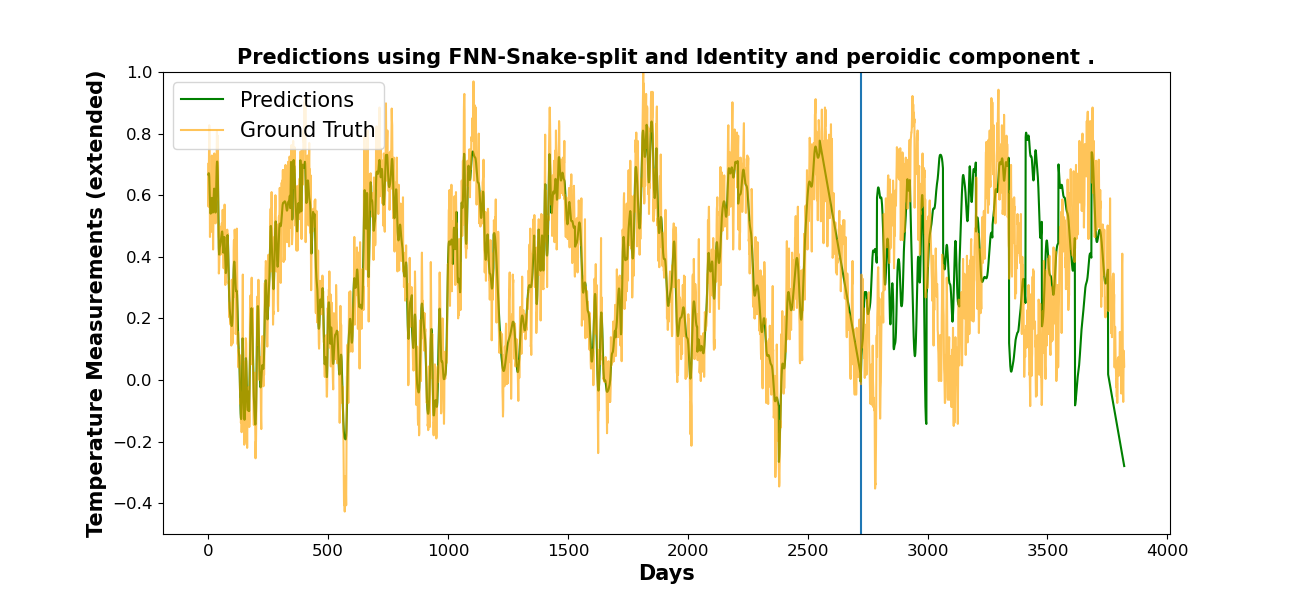 Predictions using FNN-Snake-split and Identity and peroidic component .
Temperature Measurements (extended)
1.0
0.8
0.6
0.4
0.2
0.0
−0.2
−0.4
Predictions
Ground Truth
0 500 1000 1500 2000 2500 3000 3500 4000
Days